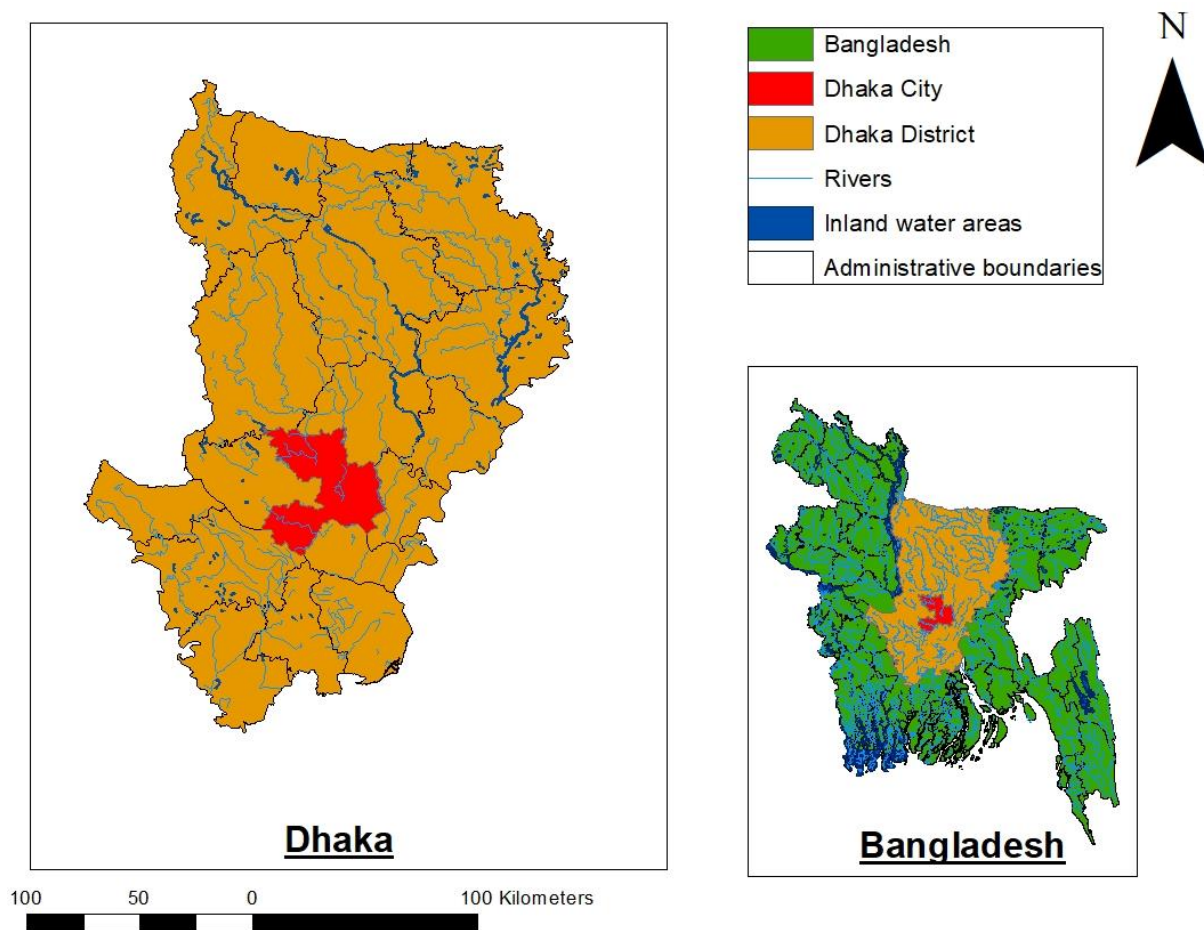 N
Bangladesh
Dhaka City
Dhaka District
Rivers
Inland water areas
Administrative boundaries
Dhaka
Bangladesh
100 50 0 100 Kilometers